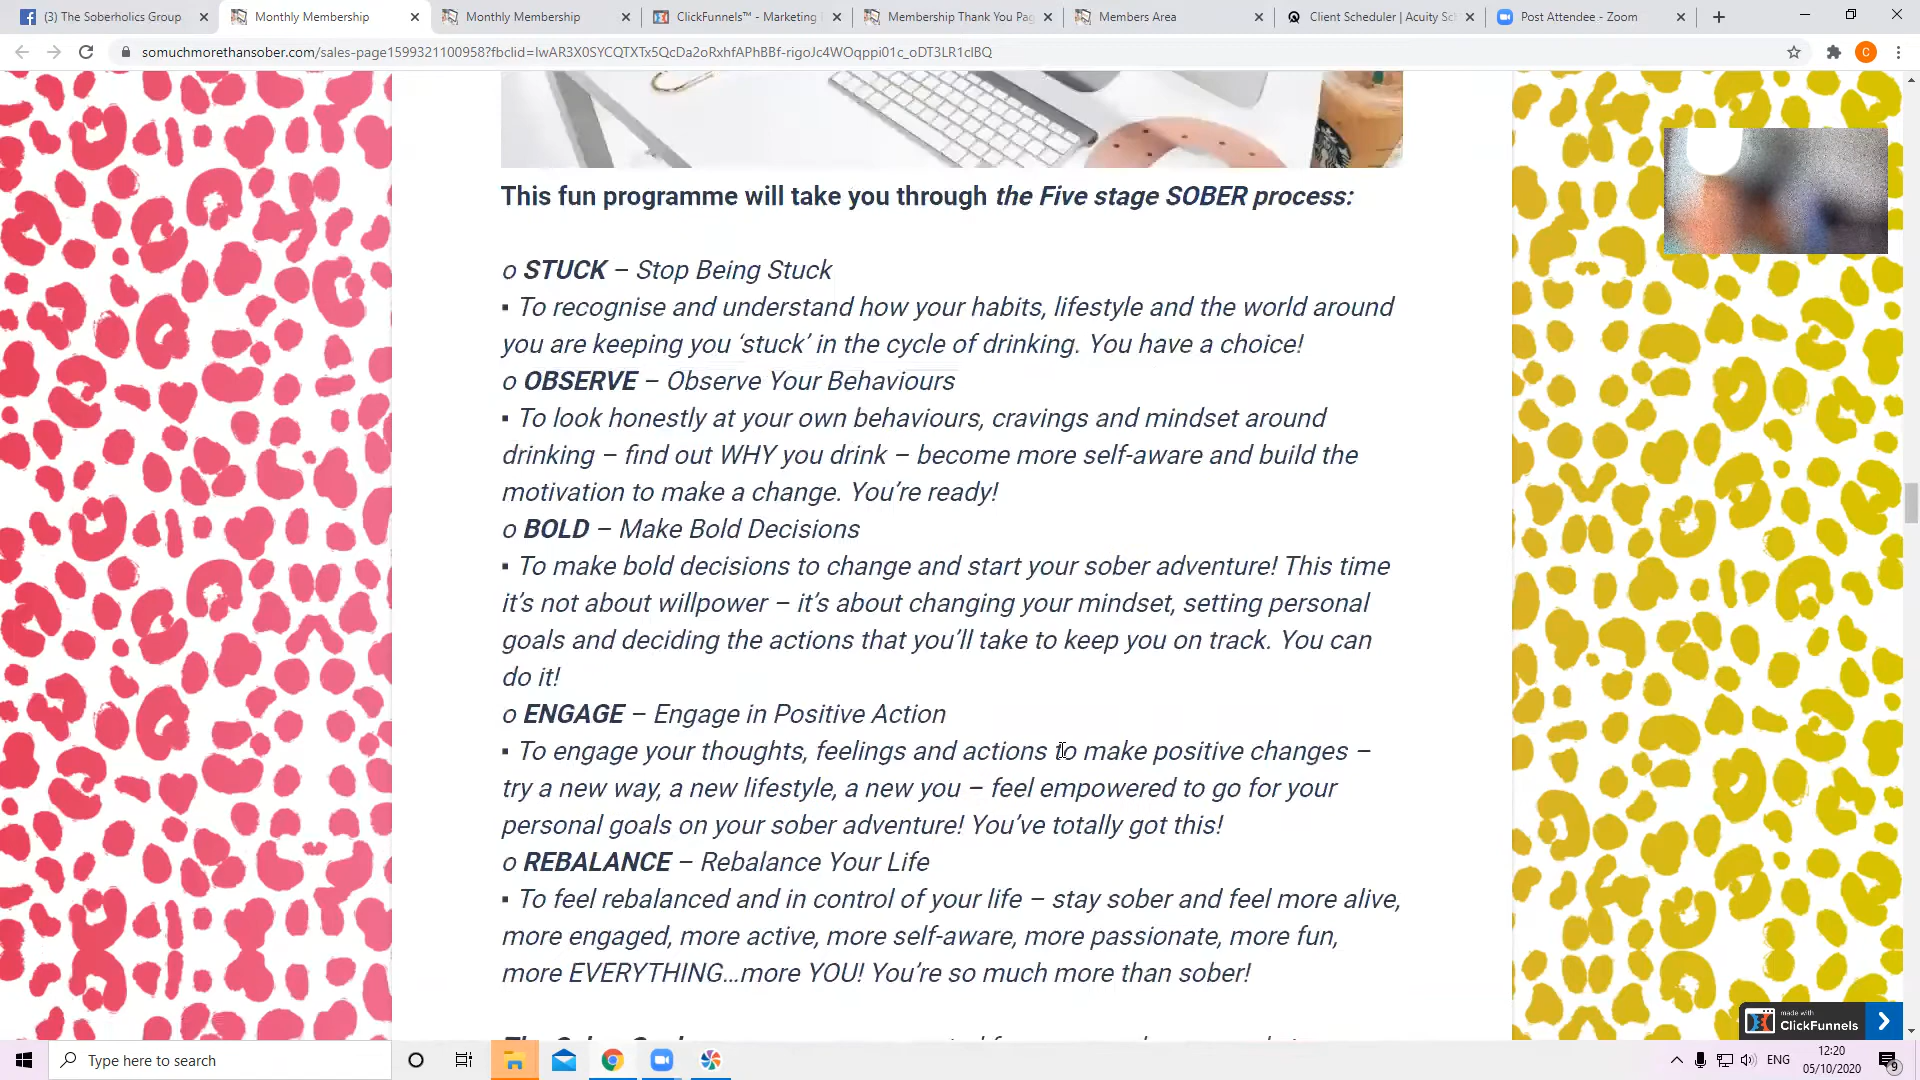 (3) The Soberholics Group
Monthly Membership
Monthly Membership
ClickFunnels™ - Marketing
Membership Thank You Pag
Members Area
Client Scheduler | Acuity Sc
Post Attendee - Zoom
somuchmorethansober.com/sales-page1599321100958?fbclid=IwAR3X0SYCQTXTx5QcDa2oRxhfAPhBBf-rigoJc4WOqppi01c_oDT3LR1clBQ
C
This fun programme will take you through the Five stage SOBER process:
o STUCK – Stop Being Stuck
▪ To recognise and understand how your habits, lifestyle and the world around
you are keeping you ‘stuck’ in the cycle of drinking. You have a choice!
o OBSERVE – Observe Your Behaviours
▪ To look honestly at your own behaviours, cravings and mindset around
drinking – find out WHY you drink – become more self-aware and build the
motivation to make a change. You’re ready!
o BOLD – Make Bold Decisions
▪ To make bold decisions to change and start your sober adventure! This time
it’s not about willpower – it’s about changing your mindset, setting personal
goals and deciding the actions that you’ll take to keep you on track. You can
do it!
o ENGAGE – Engage in Positive Action
▪ To engage your thoughts, feelings and actions to make positive changes –
try a new way, a new lifestyle, a new you – feel empowered to go for your
personal goals on your sober adventure! You’ve totally got this!
o REBALANCE – Rebalance Your Life
▪ To feel rebalanced and in control of your life – stay sober and feel more alive,
more engaged, more active, more self-aware, more passionate, more fun,
more EVERYTHING…more YOU! You’re so much more than sober!
made with
ClickFunnels
Type here to search
ENG
12:20
05/10/2020
9